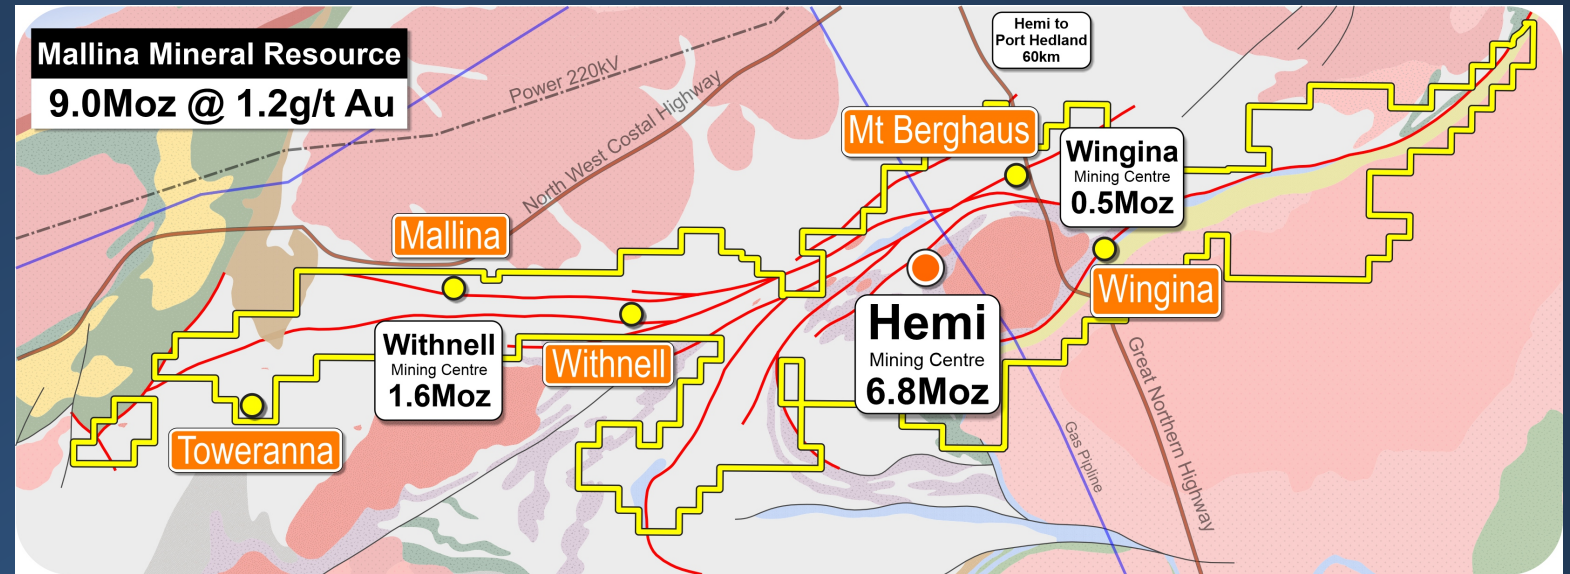 Mallina Mineral Resource
9.0Moz @ 1.2g/t Au
Power 220kV
North West Costal Highway
Hemi to
Port Hedland
60km
Mt Berghaus
Wingina
Mining Centre
0.5Moz
Mallina
Wingina
Hemi
Mining Centre
6.8Moz
Withnell
Mining Centre
1.6Moz
Withnell
Toweranna
Great Northern Highway
Gas Pipline